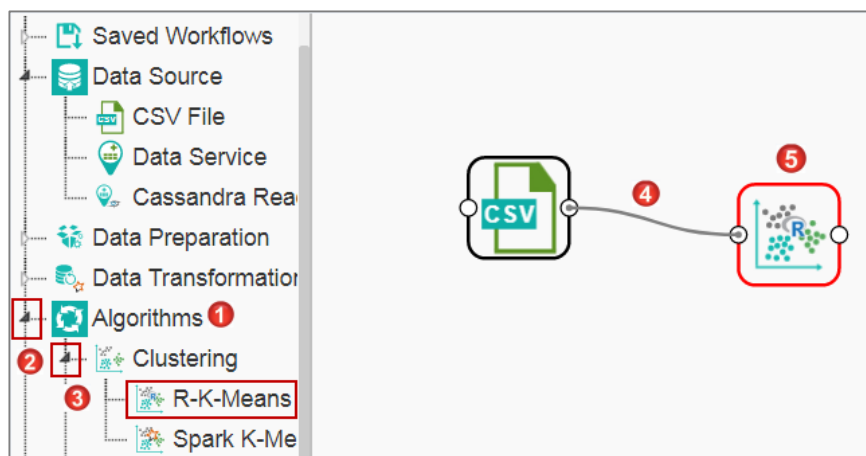 Saved Workflows
Data Source
CSV
CSV File
Data Service
Cassandra Rea
Data Preparation
Data Transformation
Algorithms 1
2
Clustering
3
R-K-Means
Spark K-Me
CSV
4
5
R